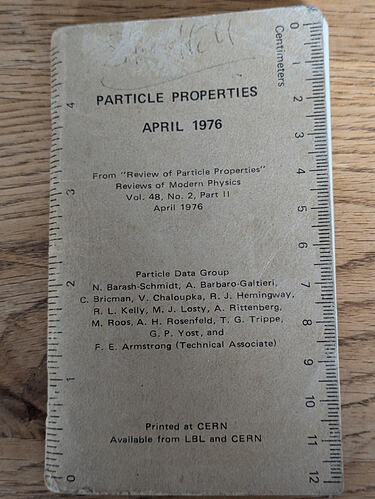 PARTICLE PROPERTIES
APRIL 1976
From "Review of Particle Properties"
Reviews of Modern Physics
Vol. 48, No. 2, Part II
April 1976
Particle Data Group
N. Barash-Schmidt, A. Barbaro-Galtieri,
C. Bricman, V. Chaloupka, R. J. Hemingway,
R. L. Kelly, M. J. Losty, A. Rittenberg,
M. Roos, A. H. Rosenfeld, T. G. Trippe,
G. P. Yost, and
F. E. Armstrong (Technical Associate)
Printed at CERN
Available from LBL and CERN
Centimeters
0
1
2
3
4
5
6
7
8
9
10
11
12
4
3
2
1
0